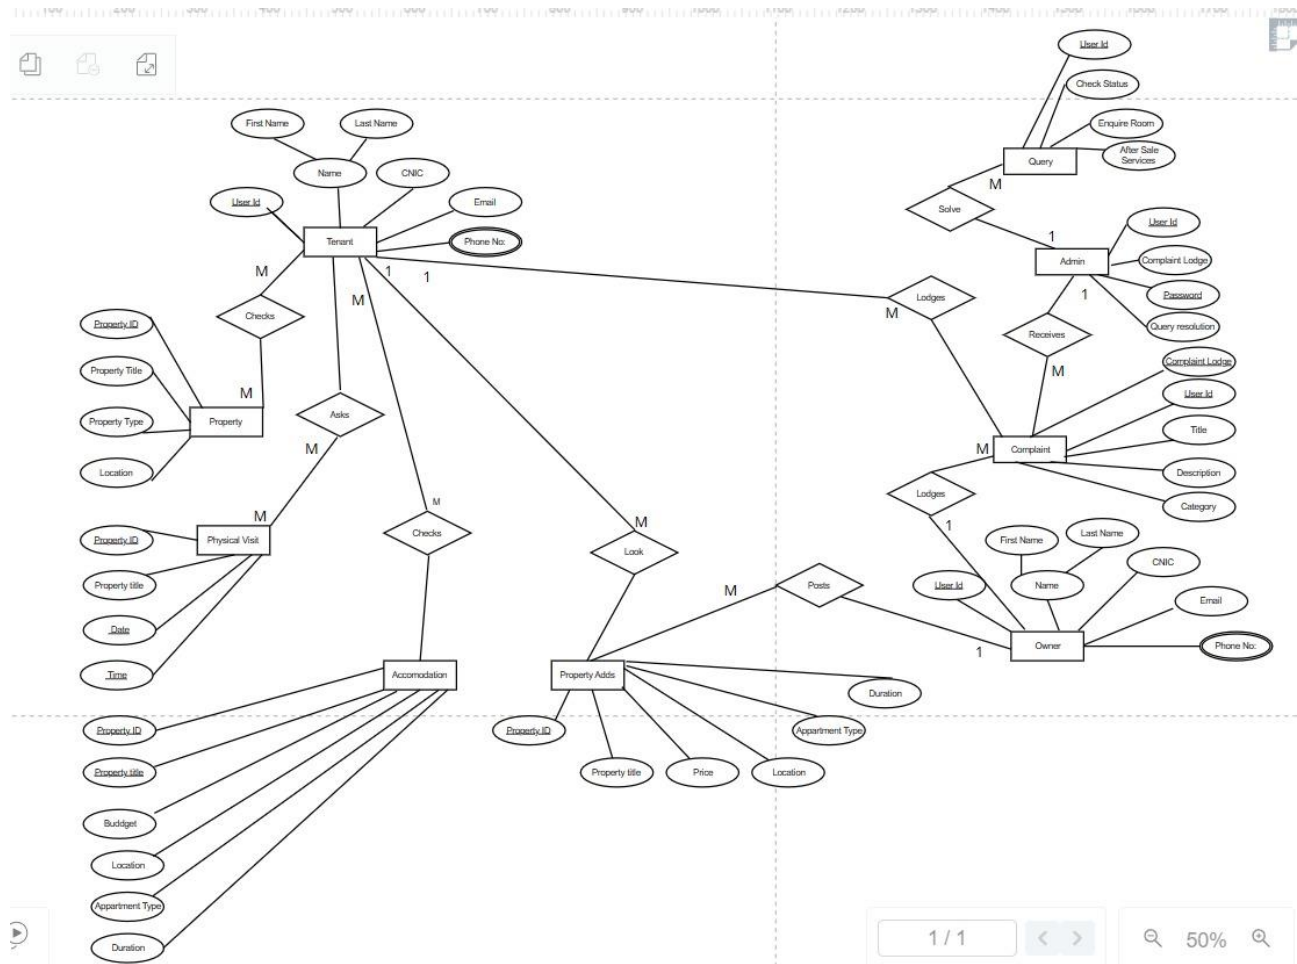 User Id
Check Status
First Name
Last Name
Enquire Room
After Sale
Services
Query
Name
CNIC
M
User Id
Email
Solve
User Id
Tenant
Phone No:
1
Admin
Complaint Lodge
M
1
1
M
1
Password
Lodges
M
Checks
Property ID
Query resolution
Receives
Complaint Lodge
Property Title
M
M
User Id
Property Type
Property
Asks
Title
M
M
Complaint
Location
Description
Lodges
M
Category
M
M
1
Property ID
Physical Visit
Checks
First Name
Last Name
Look
CNIC
Property title
M
Posts
User Id
Name
Email
Date
1
Owner
Phone No:
Time
Accomodation
Property Adds
Duration
Property ID
Property ID
Appartment Type
Property title
Property title
Price
Location
Buddget
Location
Appartment Type
Duration
1 / 1
50%